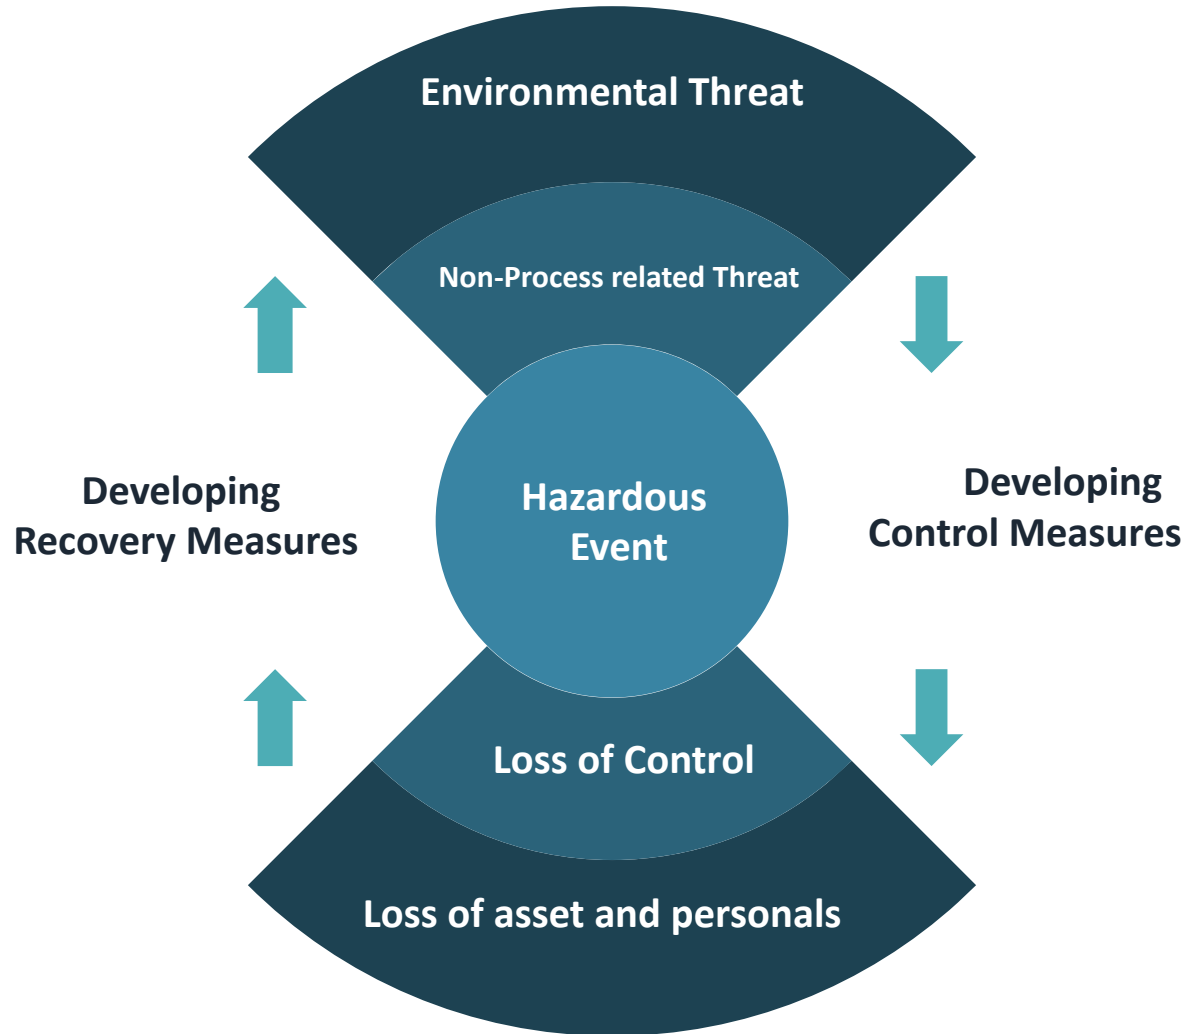 Environmental Threat
Non-Process related Threat
Developing
Recovery Measures
Hazardous
Event
Developing
Control Measures
Loss of Control
Loss of asset and personals